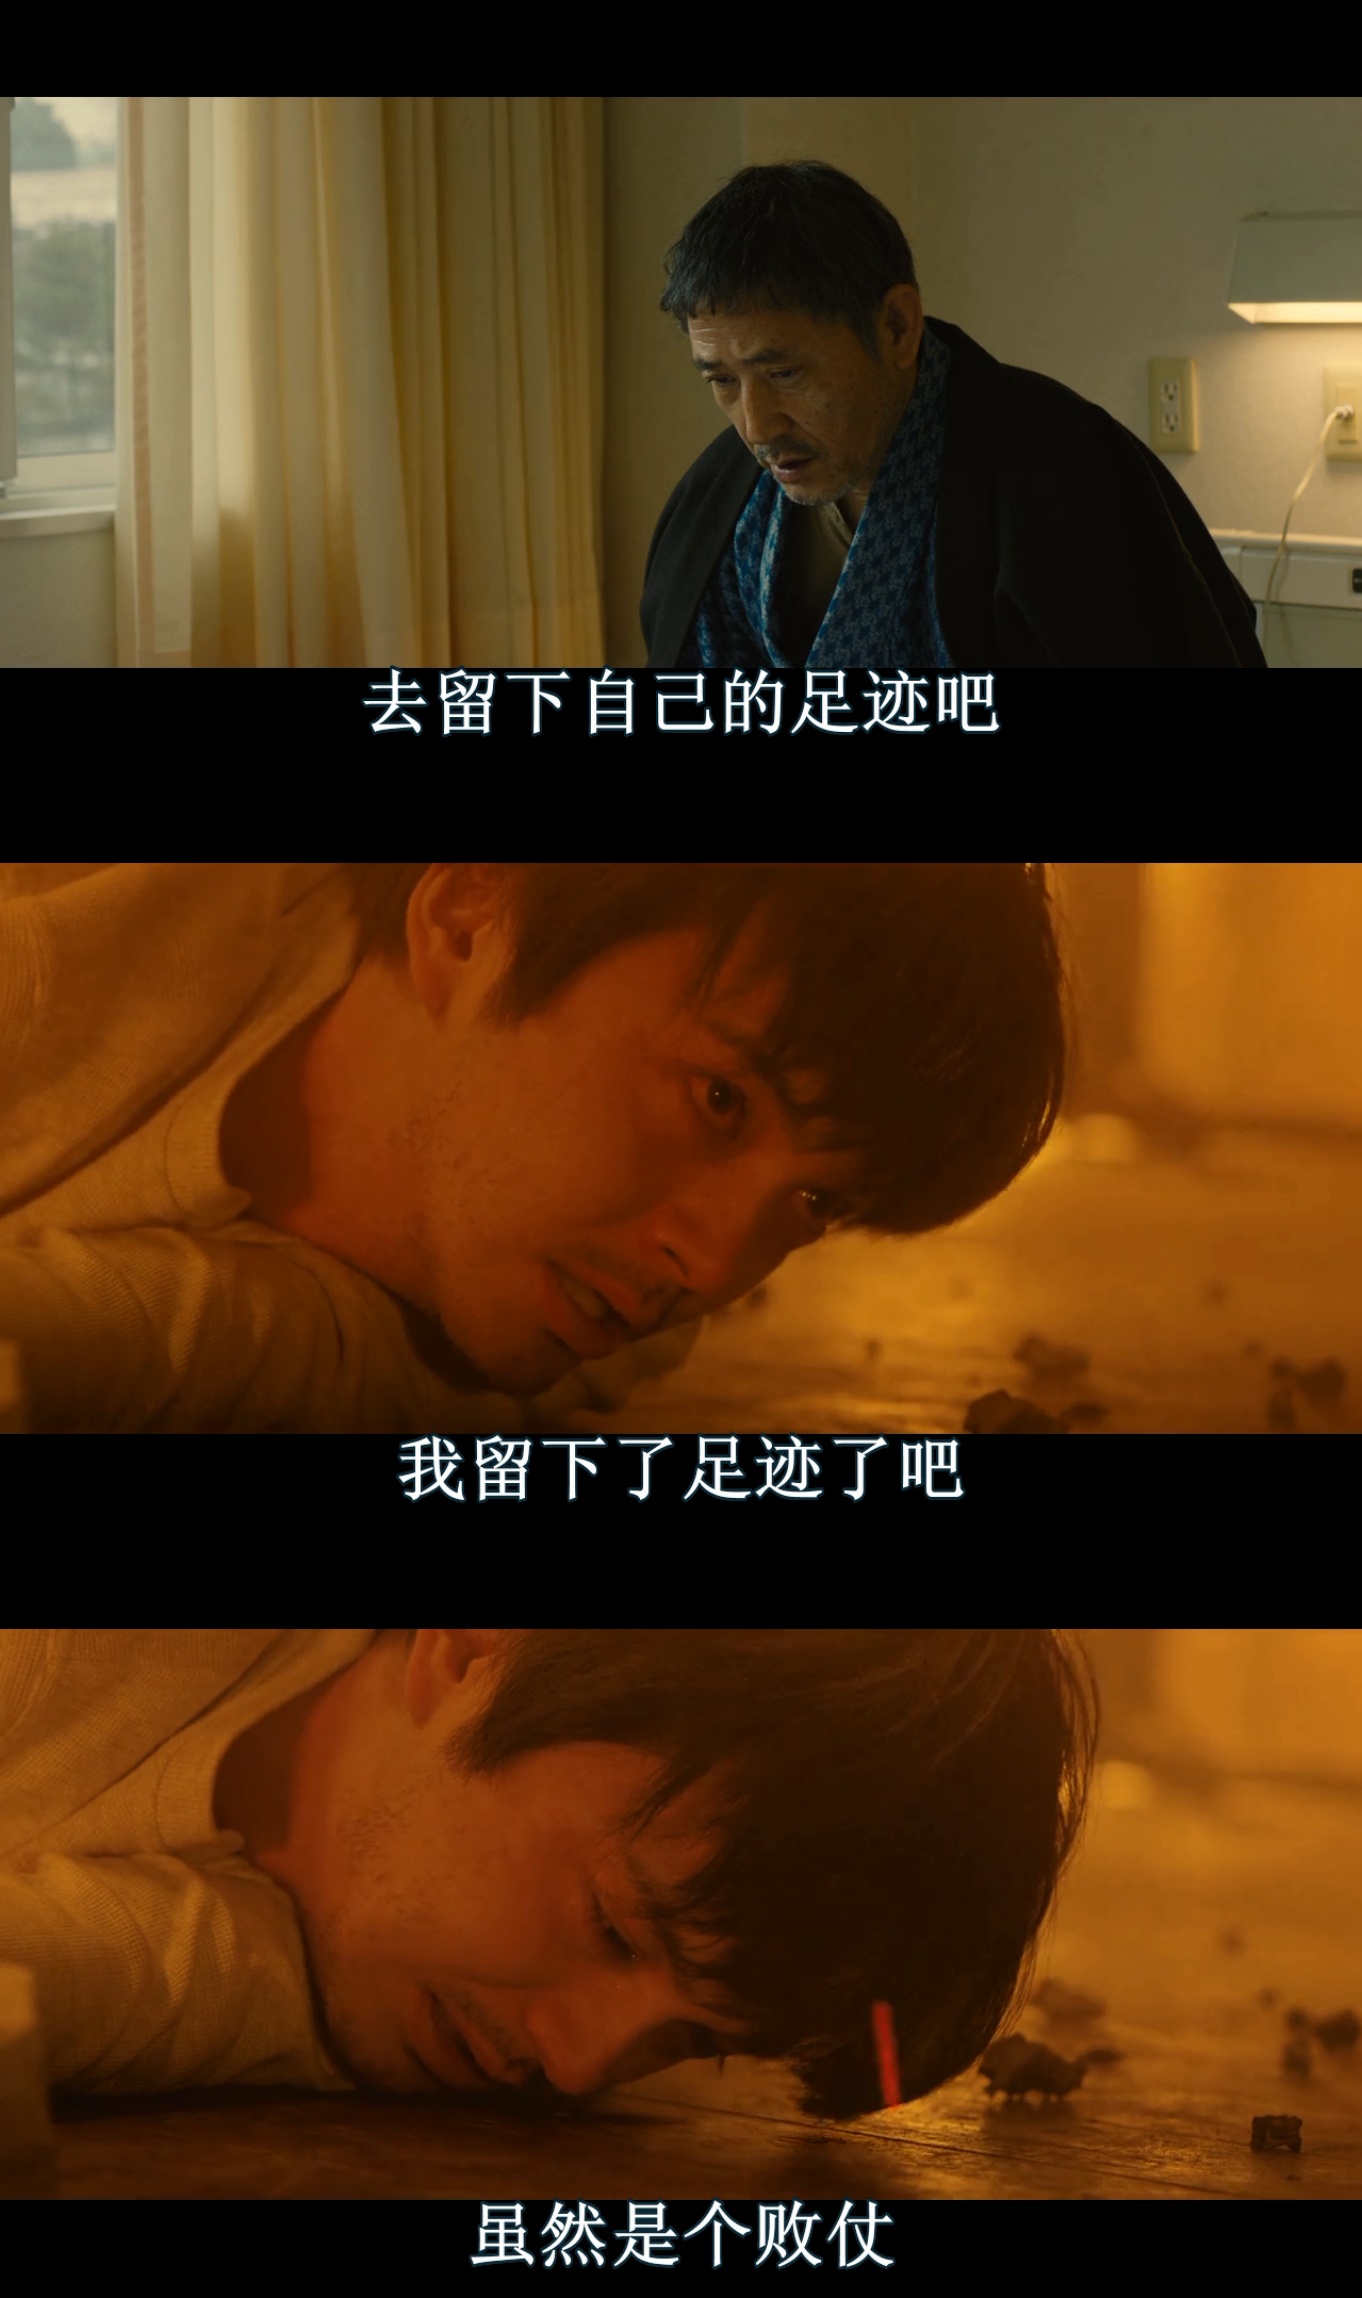 去留下自己的足迹吧
我留下了足迹了吧
虽然是个败仗